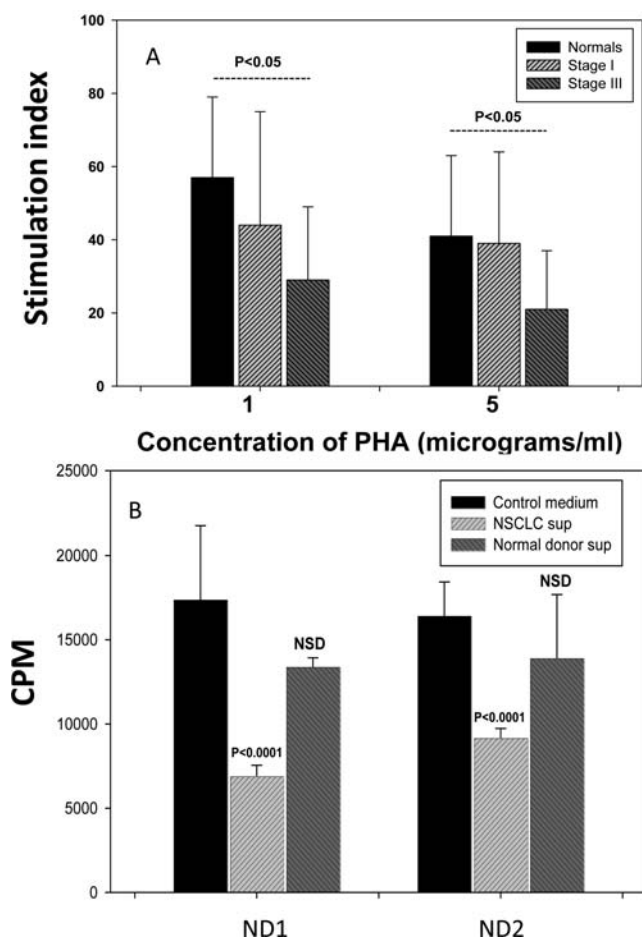 A
Normals
Stage I
Stage III
P<0.05
P<0.05
Stimulation index
100
80
60
40
20
0
1
5
Concentration of PHA (micrograms/ml)
B
Control medium
NSCLC sup
Normal donor sup
NSD
NSD
P<0.0001
P<0.0001
CPM
25000
20000
15000
10000
5000
0
ND1
ND2